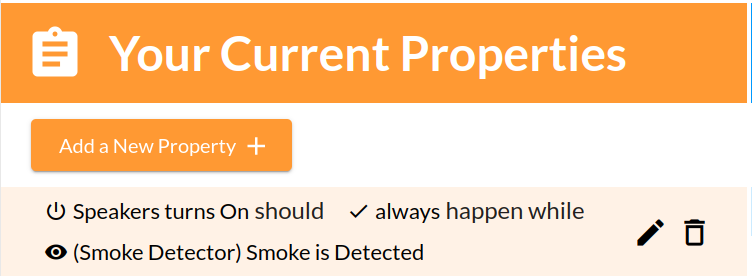 Your Current Properties
Add a New Property +
Speakers turns On should always happen while
(Smoke Detector) Smoke is Detected